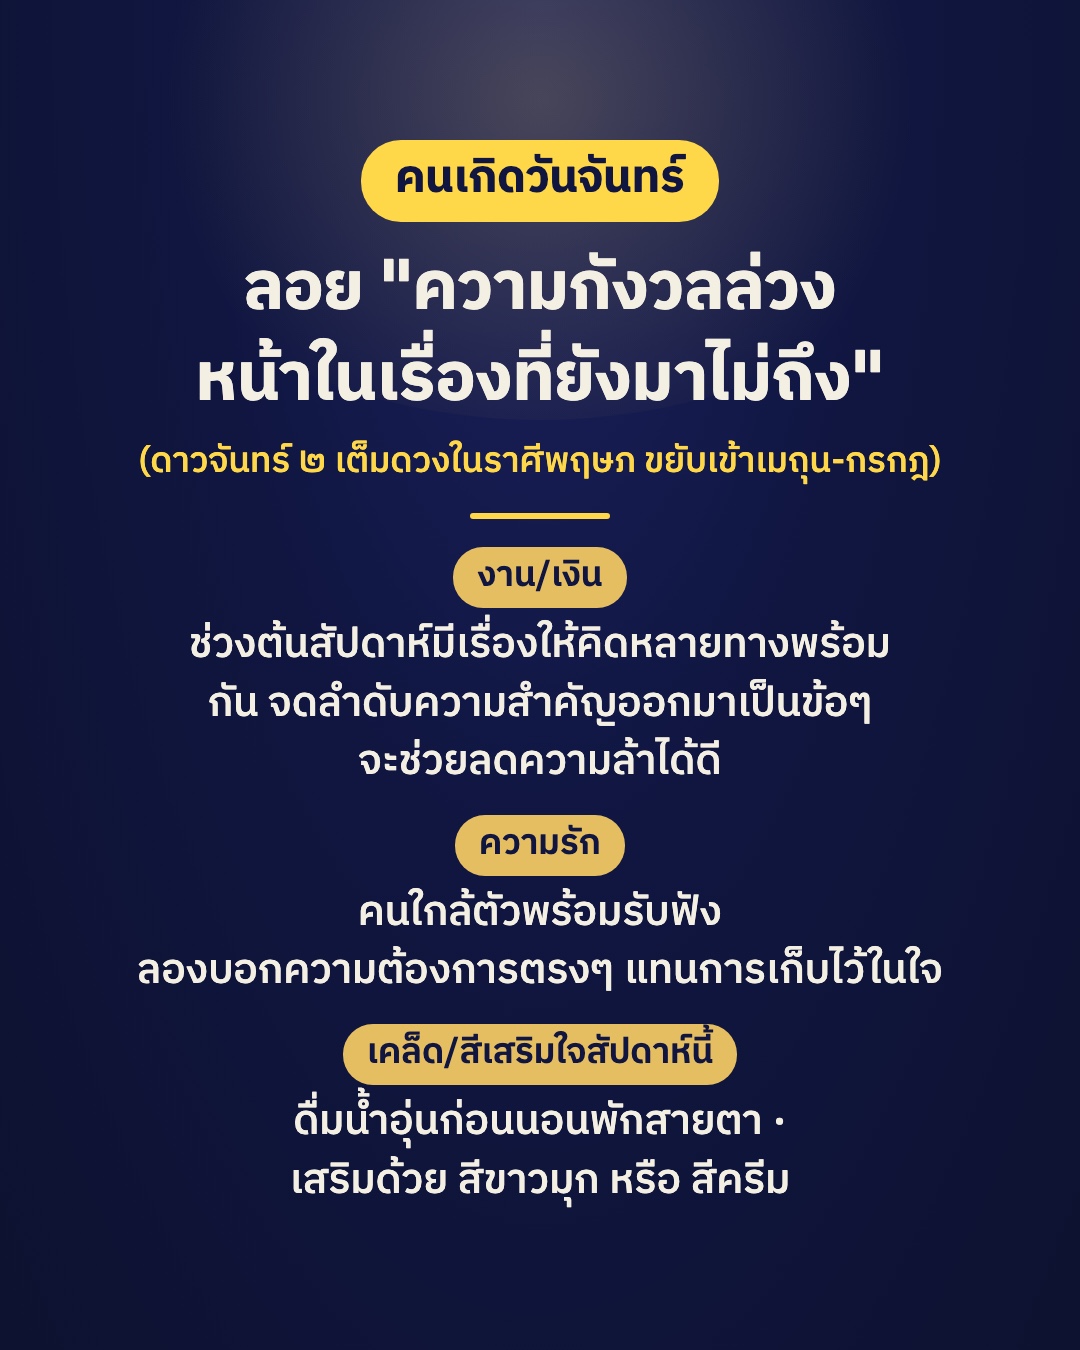 คนเกิดวันจันทร์
ลอย "ความกังวลล่วง
หน้าในเรื่องที่ยังมาไม่ถึง"
(ดาวจันทร์ ๒ เต็มดวงในราศีพฤษภ ขยับเข้าเมถุน-กรกฎ)
งาน/เงิน
ช่วงต้นสัปดาห์มีเรื่องให้คิดหลายทางพร้อม
กัน จดลำดับความสำคัญออกมาเป็นข้อๆ
จะช่วยลดความล้าได้ดี
ความรัก
คนใกล้ตัวพร้อมรับฟัง
ลองบอกความต้องการตรงๆ แทนการเก็บไว้ในใจ
เคล็ด/สีเสริมใจสัปดาห์นี้
ดื่มน้ำอุ่นก่อนนอนพักสายตา ·
เสริมด้วย สีขาวมุก หรือ สีครีม